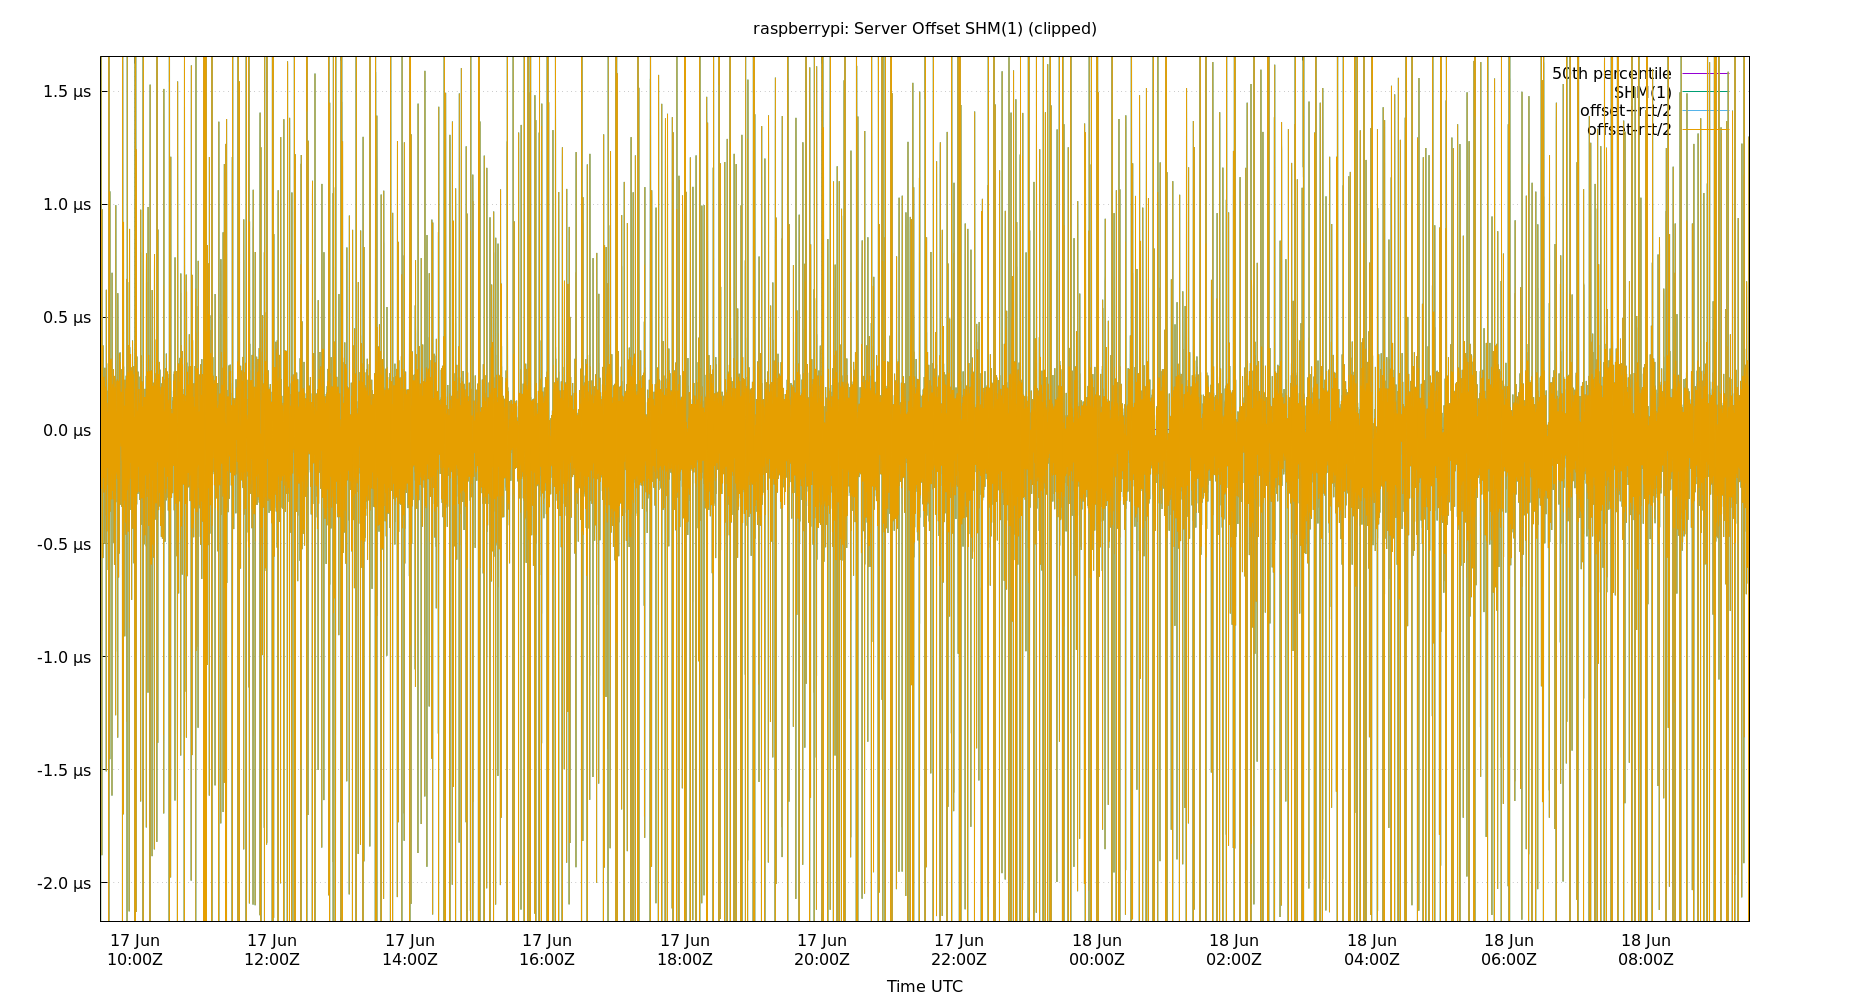 raspberrypi: Server Offset SHM(1) (clipped)
50th percentile
SHM(1)
offset+rtt/2
offset-rtt/2
1.5 µs
1.0 µs
0.5 µs
0.0 µs
-0.5 µs
-1.0 µs
-1.5 µs
-2.0 µs
17 Jun 17 Jun 17 Jun 17 Jun 17 Jun 17 Jun 17 Jun 18 Jun 18 Jun 18 Jun 18 Jun 18 Jun
10:00Z 12:00Z 14:00Z 16:00Z 18:00Z 20:00Z 22:00Z 00:00Z 02:00Z 04:00Z 06:00Z 08:00Z
Time UTC